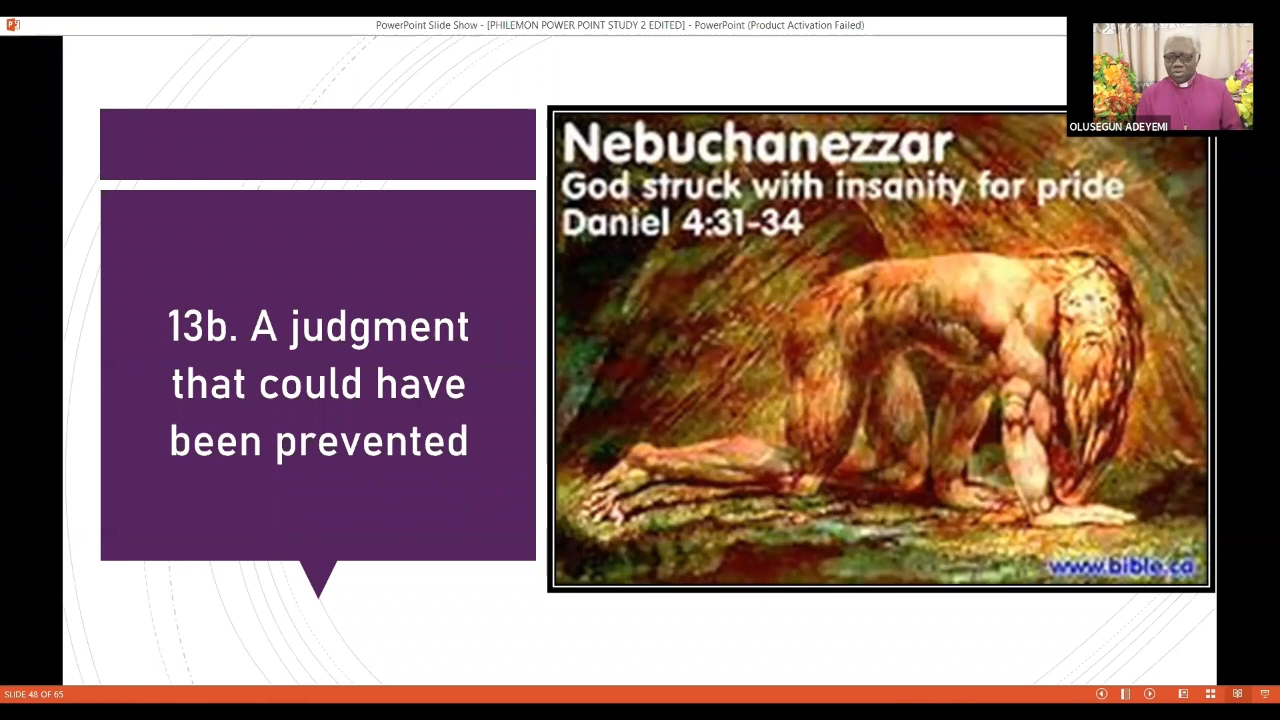 PowerPoint Slide Show - [PHILEMON POWER POINT STUDY 2 EDITED] - PowerPoint (Product Activation Failed)
OLUSEGUN ADEYEMI
Nebuchanezzar
God struck with insanity for pride
Daniel 4:31-34
13b. A judgment
that could have
been prevented
www.bible.ca
SLIDE 48 OF 65